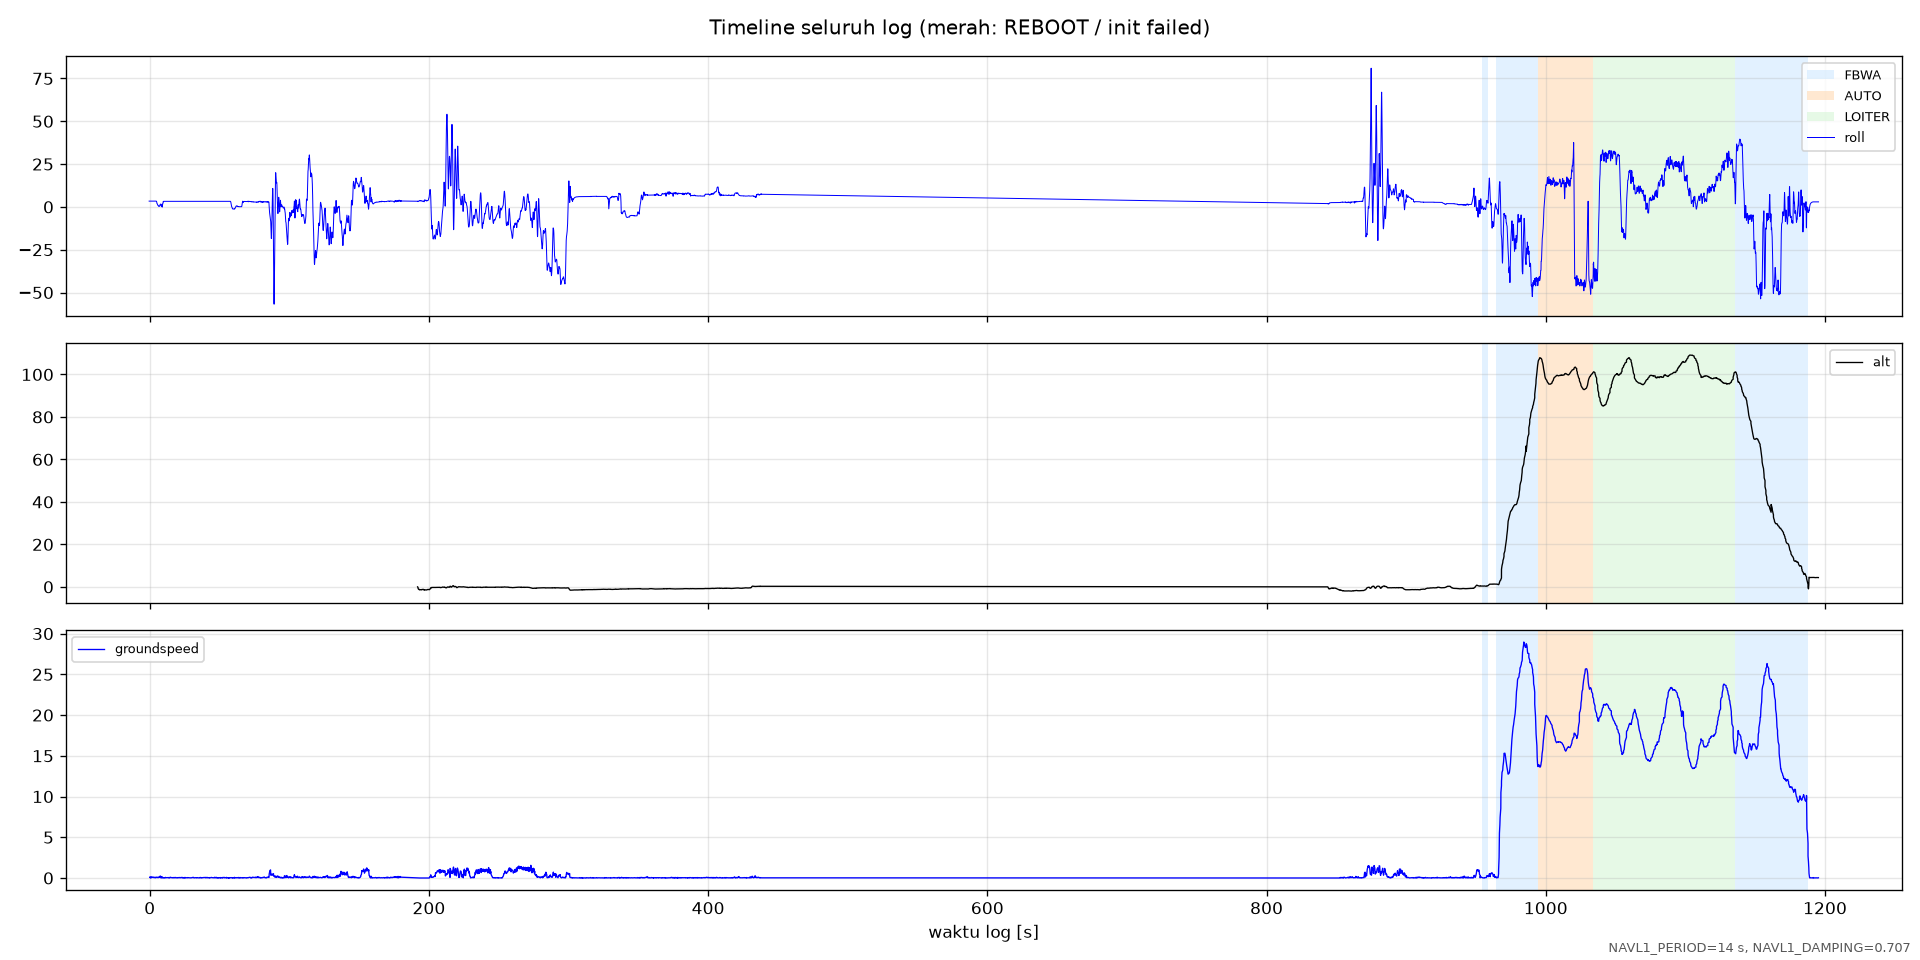 Timeline seluruh log (merah: REBOOT / init failed)
75
50
25
0
−25
−50
FBWA
AUTO
LOITER
roll
100
80
60
40
20
0
alt
30
25
20
15
10
5
0
groundspeed
0 200 400 600 800 1000 1200
waktu log [s]
NAVL1_PERIOD=14 s, NAVL1_DAMPING=0.707